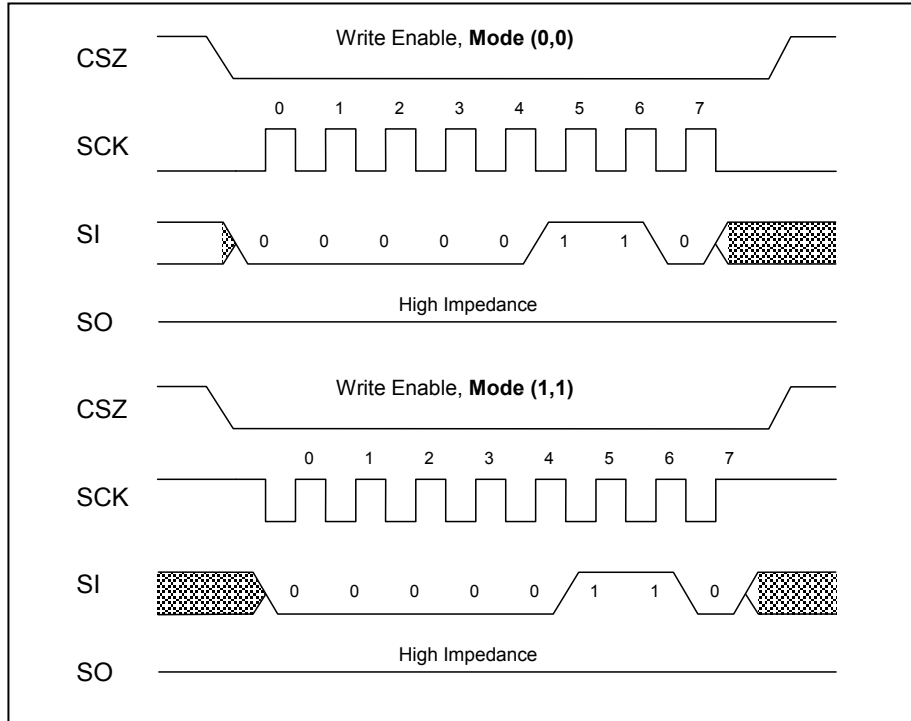 Write Enable, Mode (0,0)
CSZ
0 1 2 3 4 5 6 7
SCK
SI
0 0 0 0 0 1 1 0
High Impedance
SO
Write Enable, Mode (1,1)
CSZ
0 1 2 3 4 5 6 7
SCK
SI
0 0 0 0 0 1 1 0
High Impedance
SO